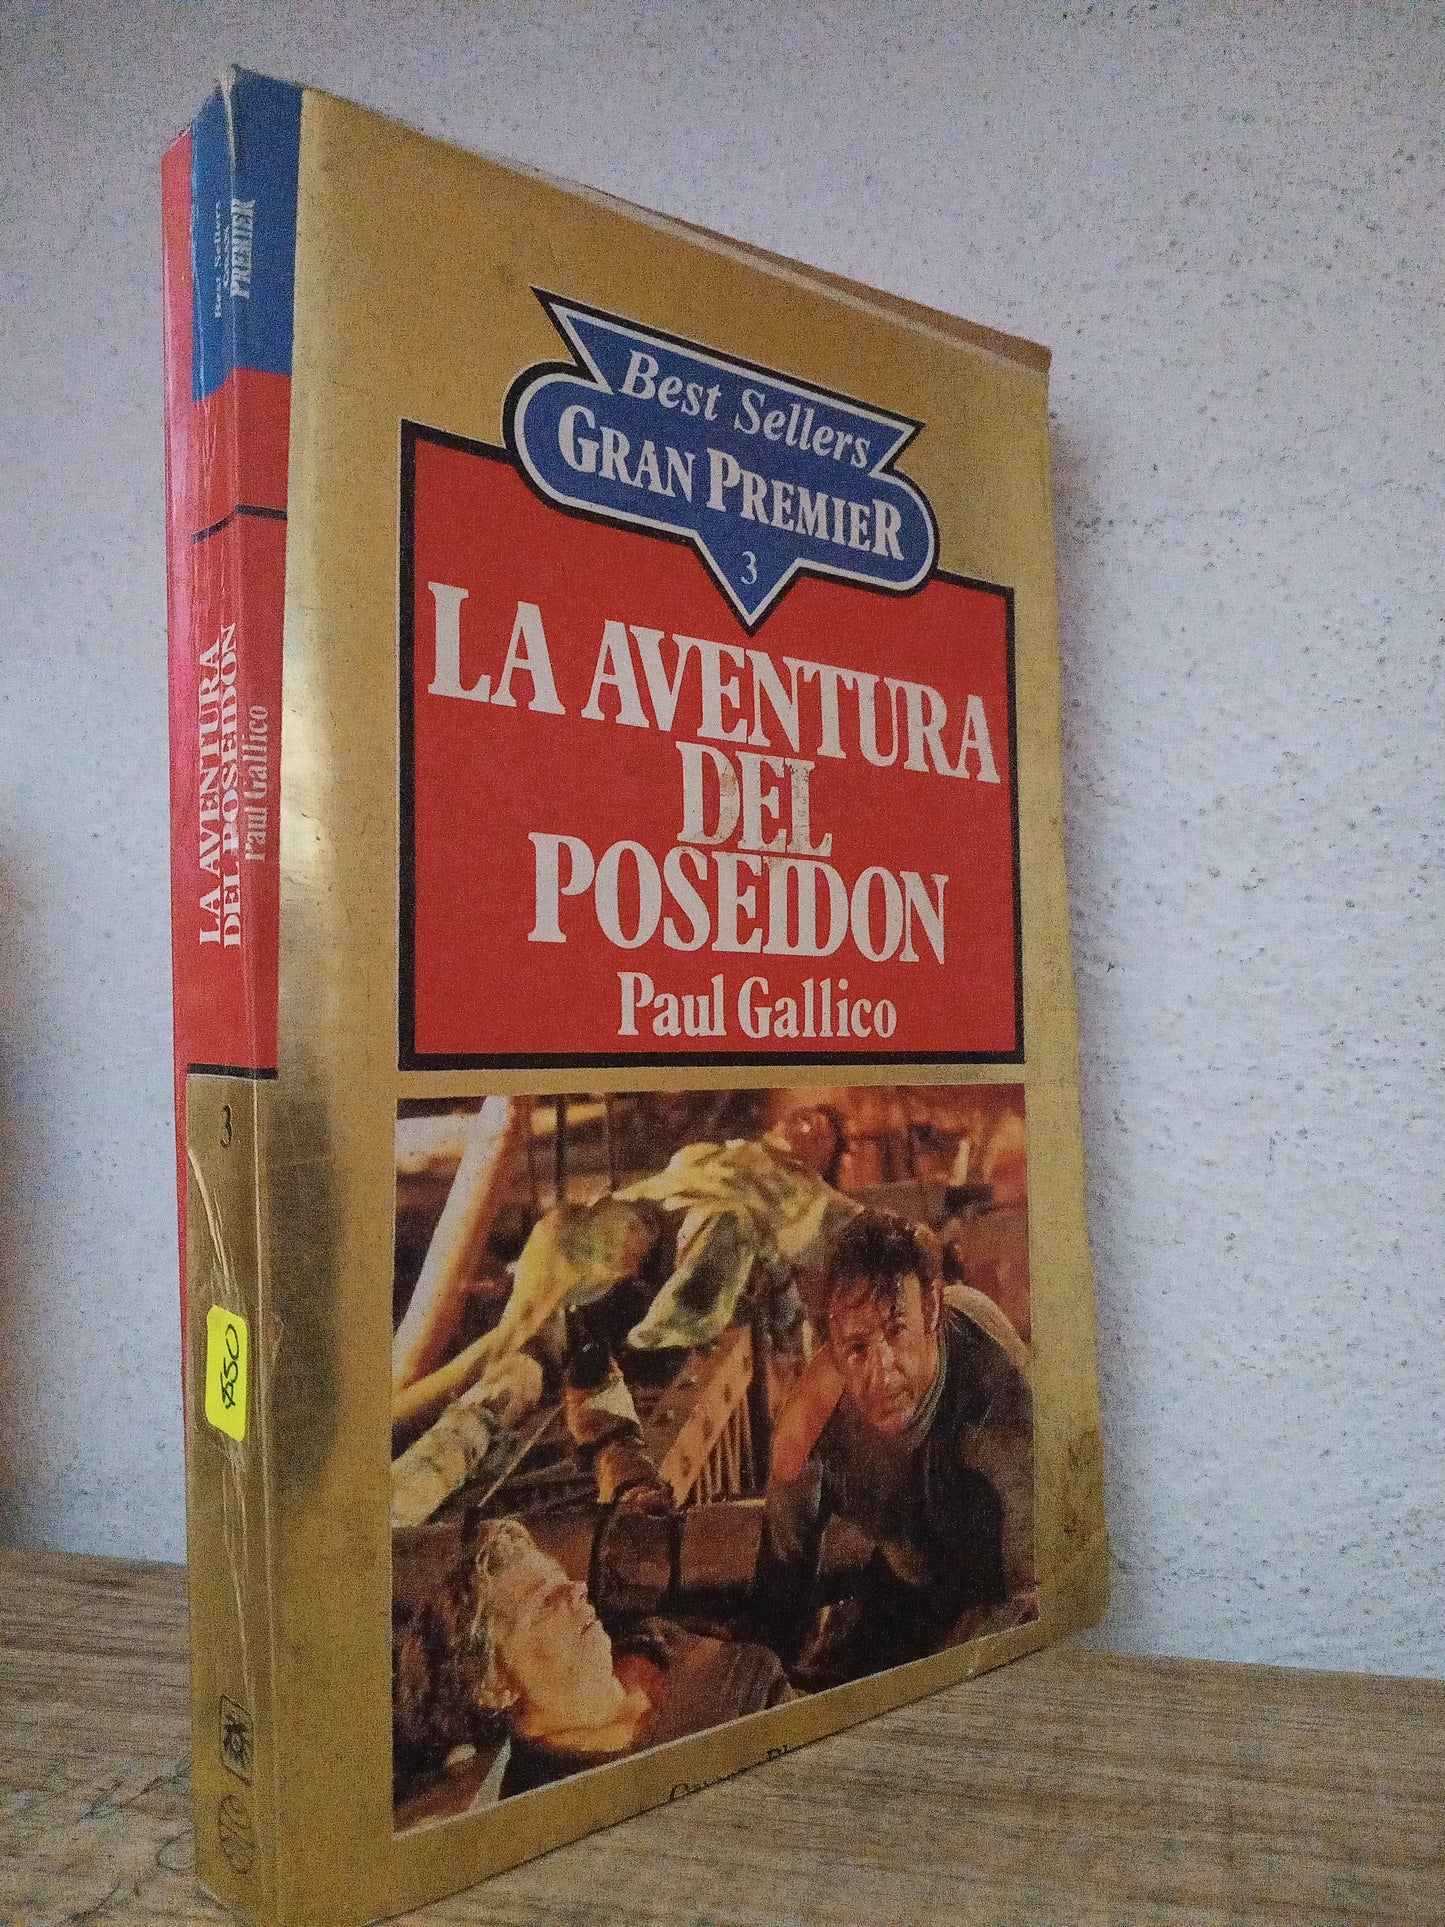 Best Sellers
GRAN PREMIER
3
LA AVENTURA
DEL
POSEIDON
Paul Gallico
Best Sellers
PREMIER
LA AVENTURA
DEL POSEIDON
Paul Gallico
3
$50